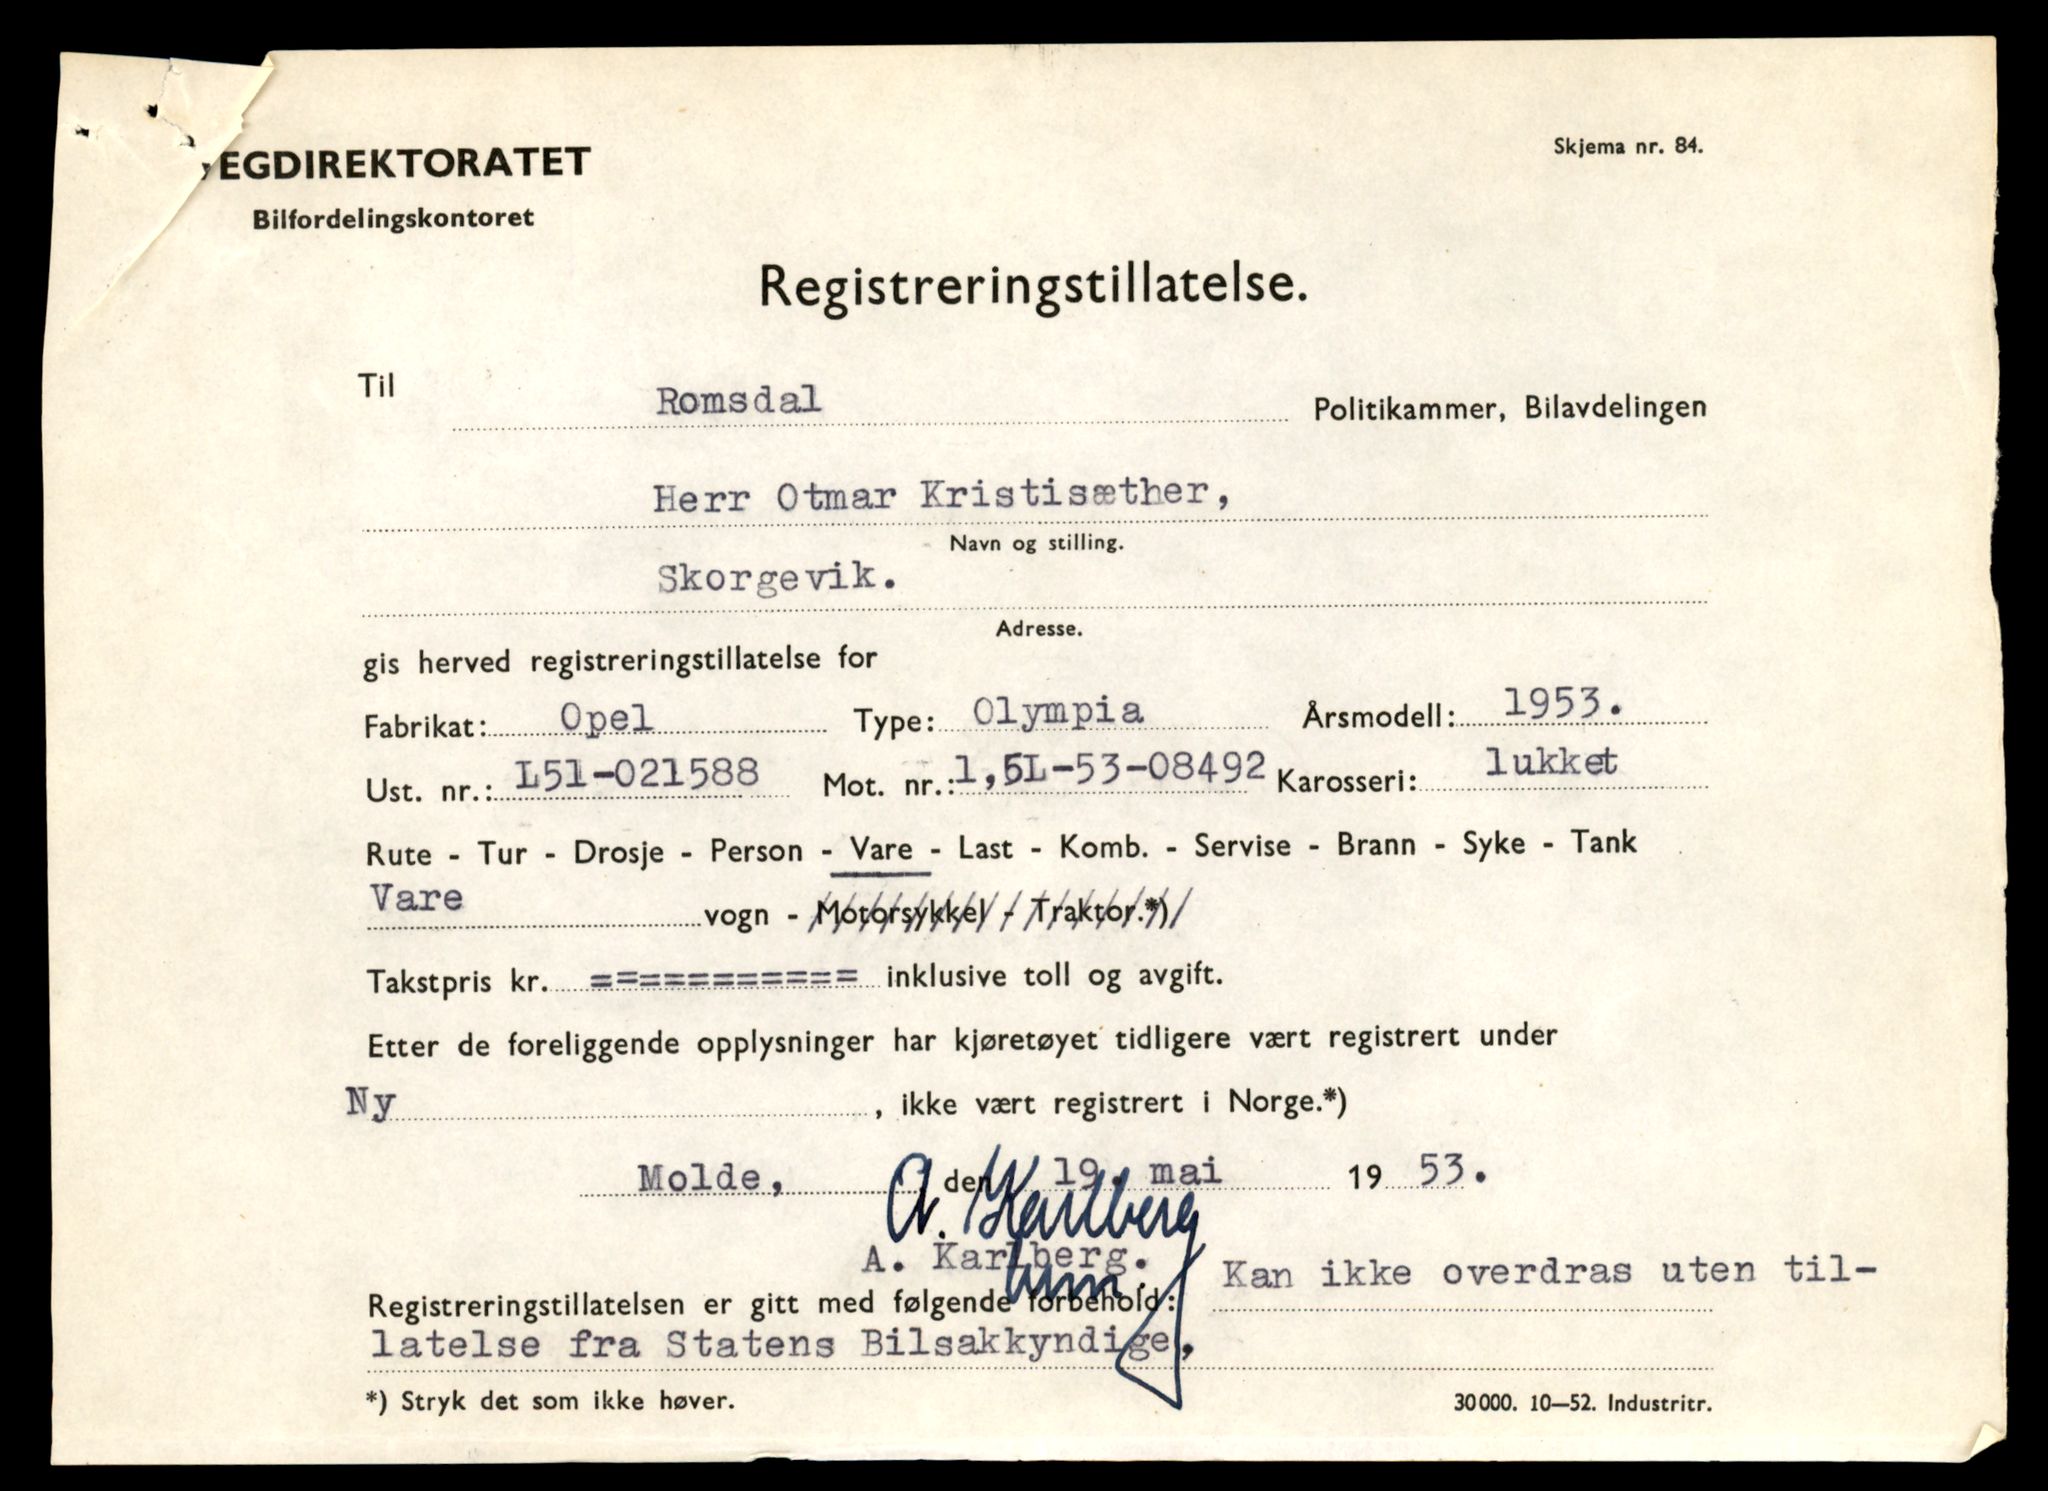 EGDIREKTORATET
Skjema nr. 84.
Bilfordelingskontoret
Registreringstillatelse.
Til Romsdal Politikammer, Bilavdelingen
Herr Otmar Kristisæther,
Navn og stilling.
Skorgevik.
Adresse.
gis herved registreringstillatelse for
Fabrikat: Opel Type: Olympia Årsmodell: 1953.
Ust. nr.: L51-021588 Mot. nr.: 1,5L-53-08492 Karosseri: lukket
Rute - Tur - Drosje - Person - Vare - Last - Komb. - Servise - Brann - Syke - Tank
Vare vogn - Motorsykkel - Traktor.*)
Takstpris kr. =========== inklusive toll og avgift.
Etter de foreliggende opplysninger har kjøretøyet tidligere vært registrert under
Ny , ikke vært registrert i Norge.*)
Molde, den 19. mai 19 53.
A. Karlberg
A. Karlberg.
Registreringstillatelsen er gitt med følgende forbehold: Kan ikke overdras uten til-
latelse fra Statens Bilsakkyndige,
*) Stryk det som ikke høver.
30000. 10—52. Industritr.